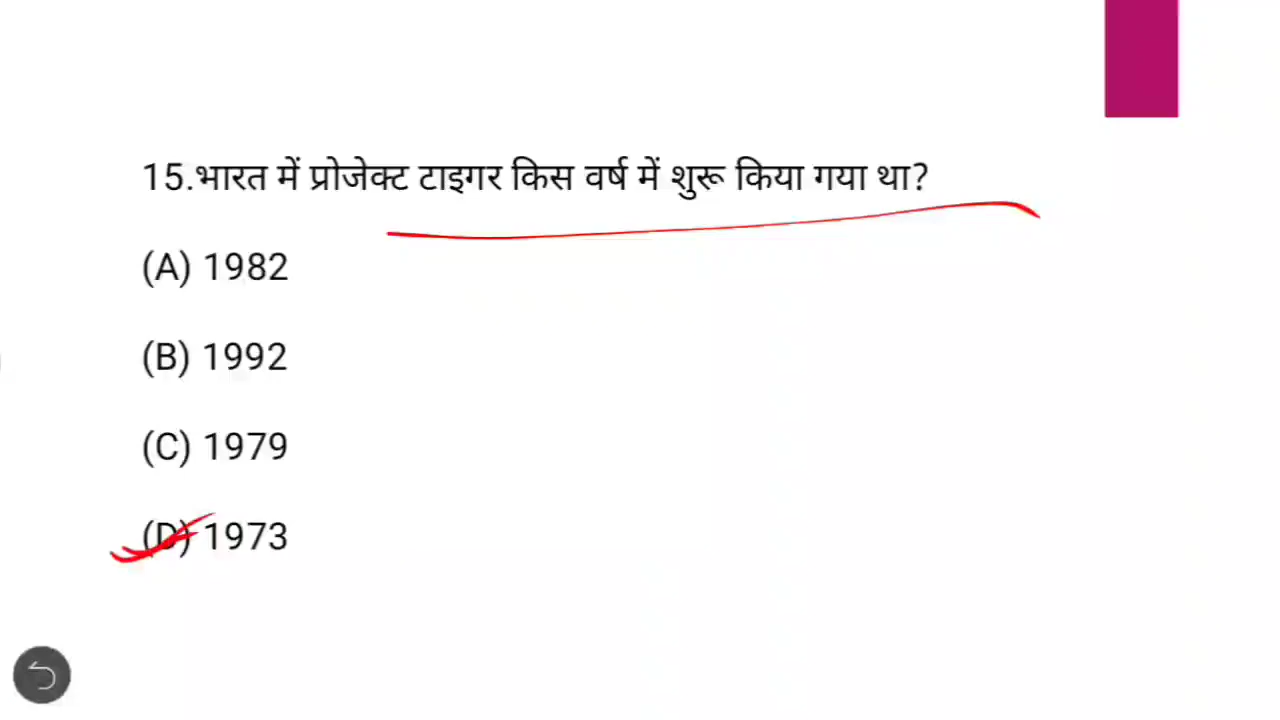 15.भारत में प्रोजेक्ट टाइगर किस वर्ष में शुरू किया गया था?
(A) 1982
(B) 1992
(C) 1979
(D) 1973